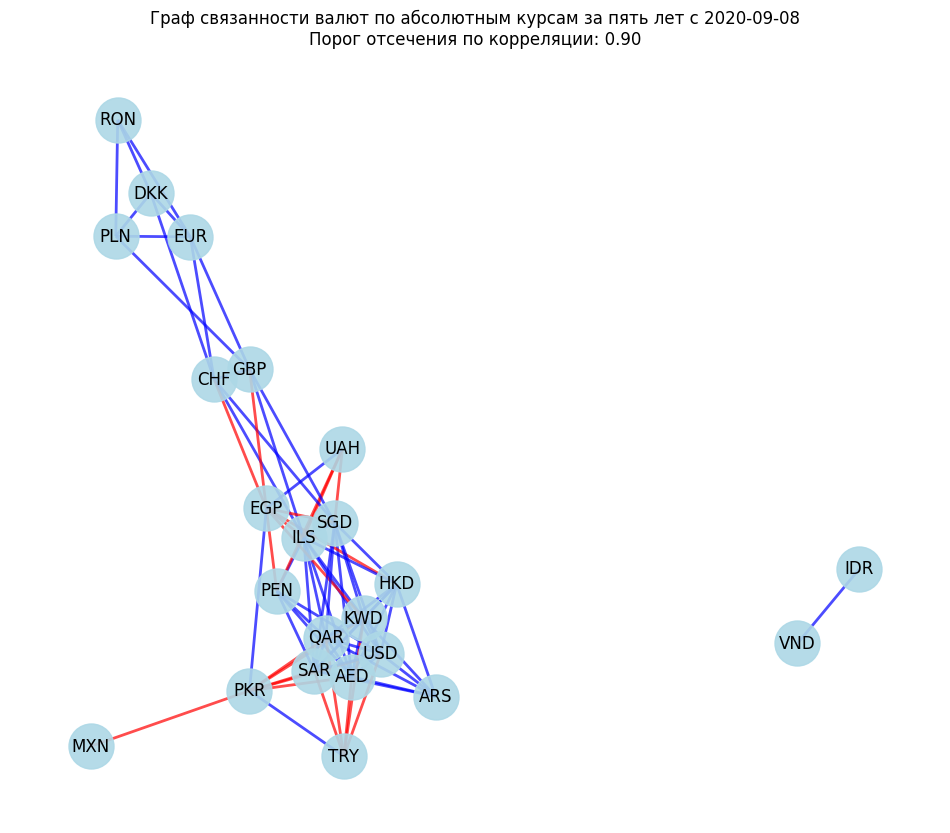 Граф связанности валют по абсолютным курсам за пять лет с 2020-09-08
Порог отсечения по корреляции: 0.90
RON
DKK
PLN
EUR
GBP
CHF
UAH
EGP
SGD
ILS
IDR
HKD
PEN
KWD
QAR
VND
USD
SAR
AED
PKR
ARS
MXN
TRY